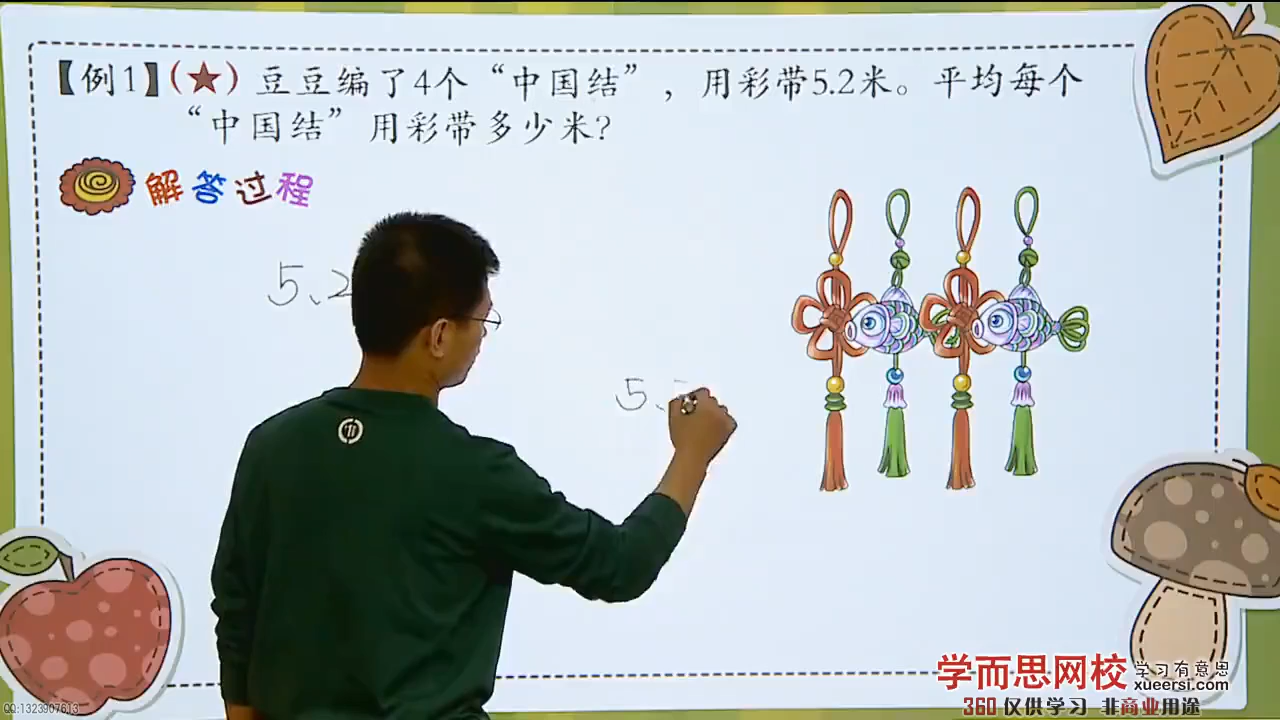 【例1】(★) 豆豆编了4个“中国结”，用彩带5.2米。平均每个
“中国结”用彩带多少米?
解答过程
5.2
5.
学而思网校 学习有意思
xueersi.com
360 仅供学习 非商业用途
QQ:1323907613